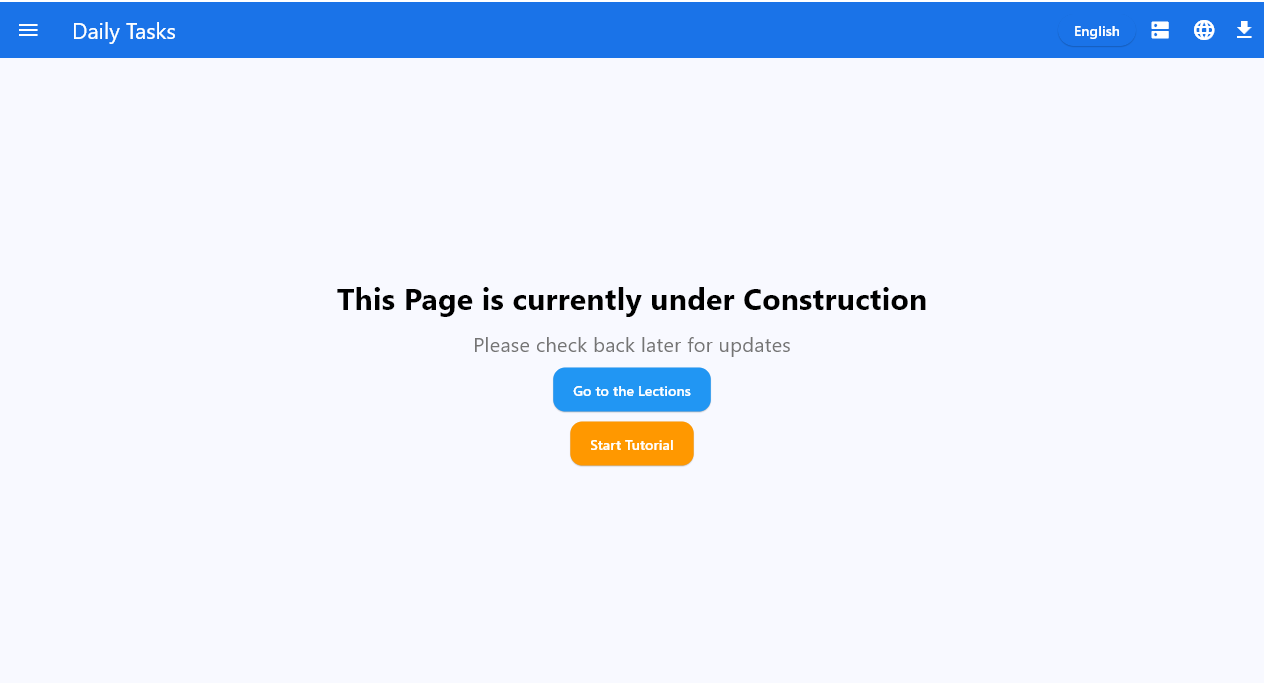 Daily Tasks
English
This Page is currently under Construction
Please check back later for updates
Go to the Lections
Start Tutorial